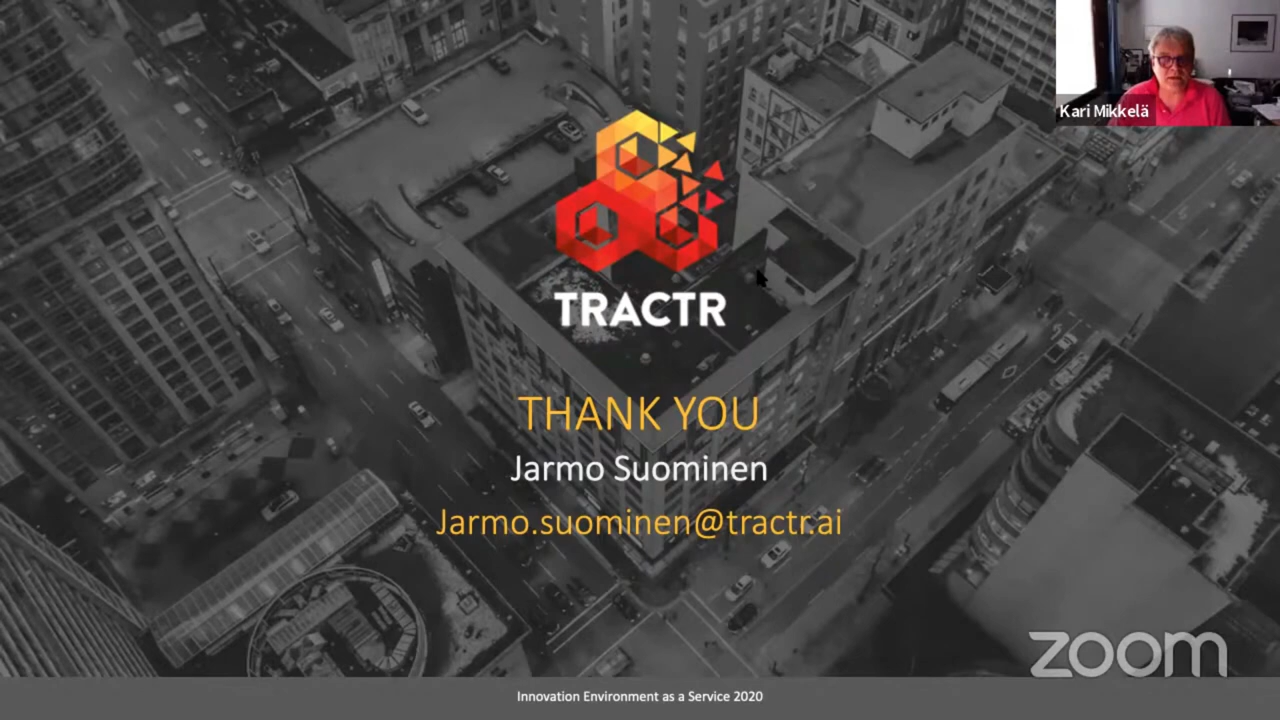 Kari Mikkelä
TRACTR
THANK YOU
Jarmo Suominen
Jarmo.suominen@tractr.ai
zoom
Innovation Environment as a Service 2020